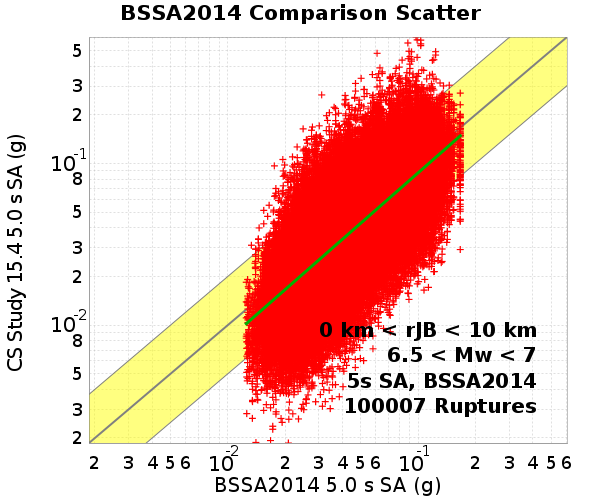 BSSA2014 Comparison Scatter
CS Study 15.4 5.0 s SA (g)
5
3
2
10-1
8
5
3
2
10-2
8
5
3
2
0 km < rJB < 10 km
6.5 < Mw < 7
5s SA, BSSA2014
100007 Ruptures
2 3 4 5 6 10-2 2 3 4 5 6 10-1 2 3 4 5 6
BSSA2014 5.0 s SA (g)